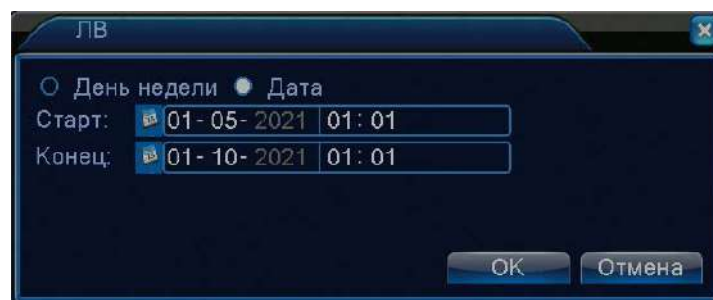 ЛВ
День недели Дата
Старт: 01-05-2021 01:01
Конец: 01-10-2021 01:01
OK Отмена